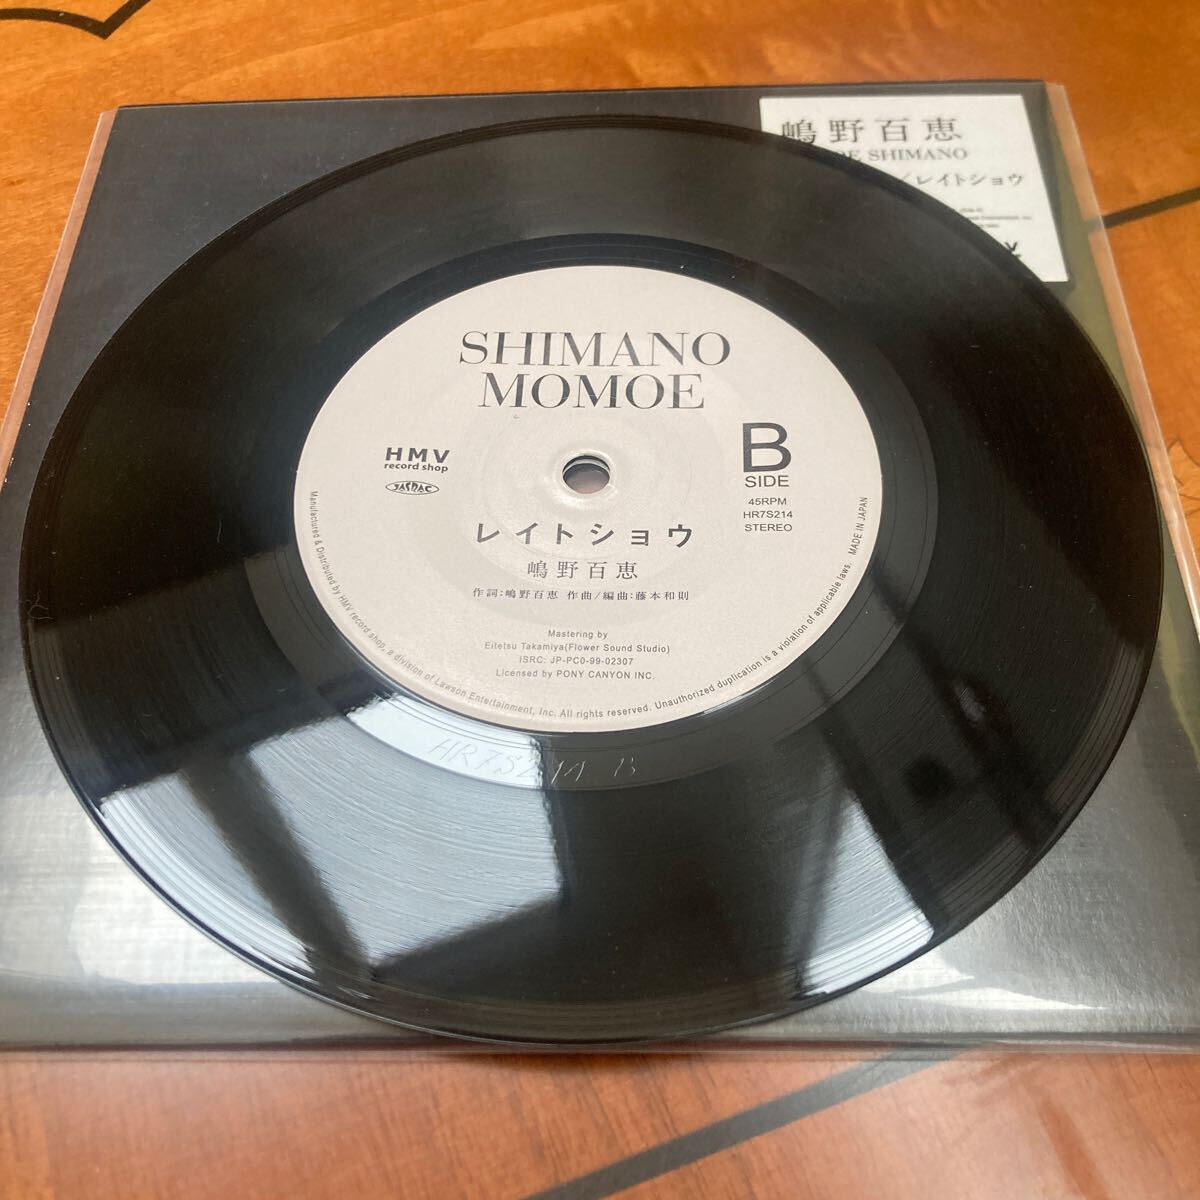 嶋野百恵
SHIMANO
/レイトショウ
SHIMANO
MOMOE
HMV
record shop
JASRAC
B
SIDE
45RPM
HR7S214
STEREO
レイトショウ
嶋野百恵
作詞:嶋野百恵 作曲/編曲:藤本和則
Mastering by
Eitetsu Takamiya(Flower Sound Studio)
ISRC: JP-PC0-99-02307
Licensed by PONY CANYON INC.
Manufactured & Distributed by HMV record shop, a division of Lawson Entertainment, Inc. All rights reserved. Unauthorized duplication is a violation of applicable laws. MADE IN JAPAN
HR7S214 B